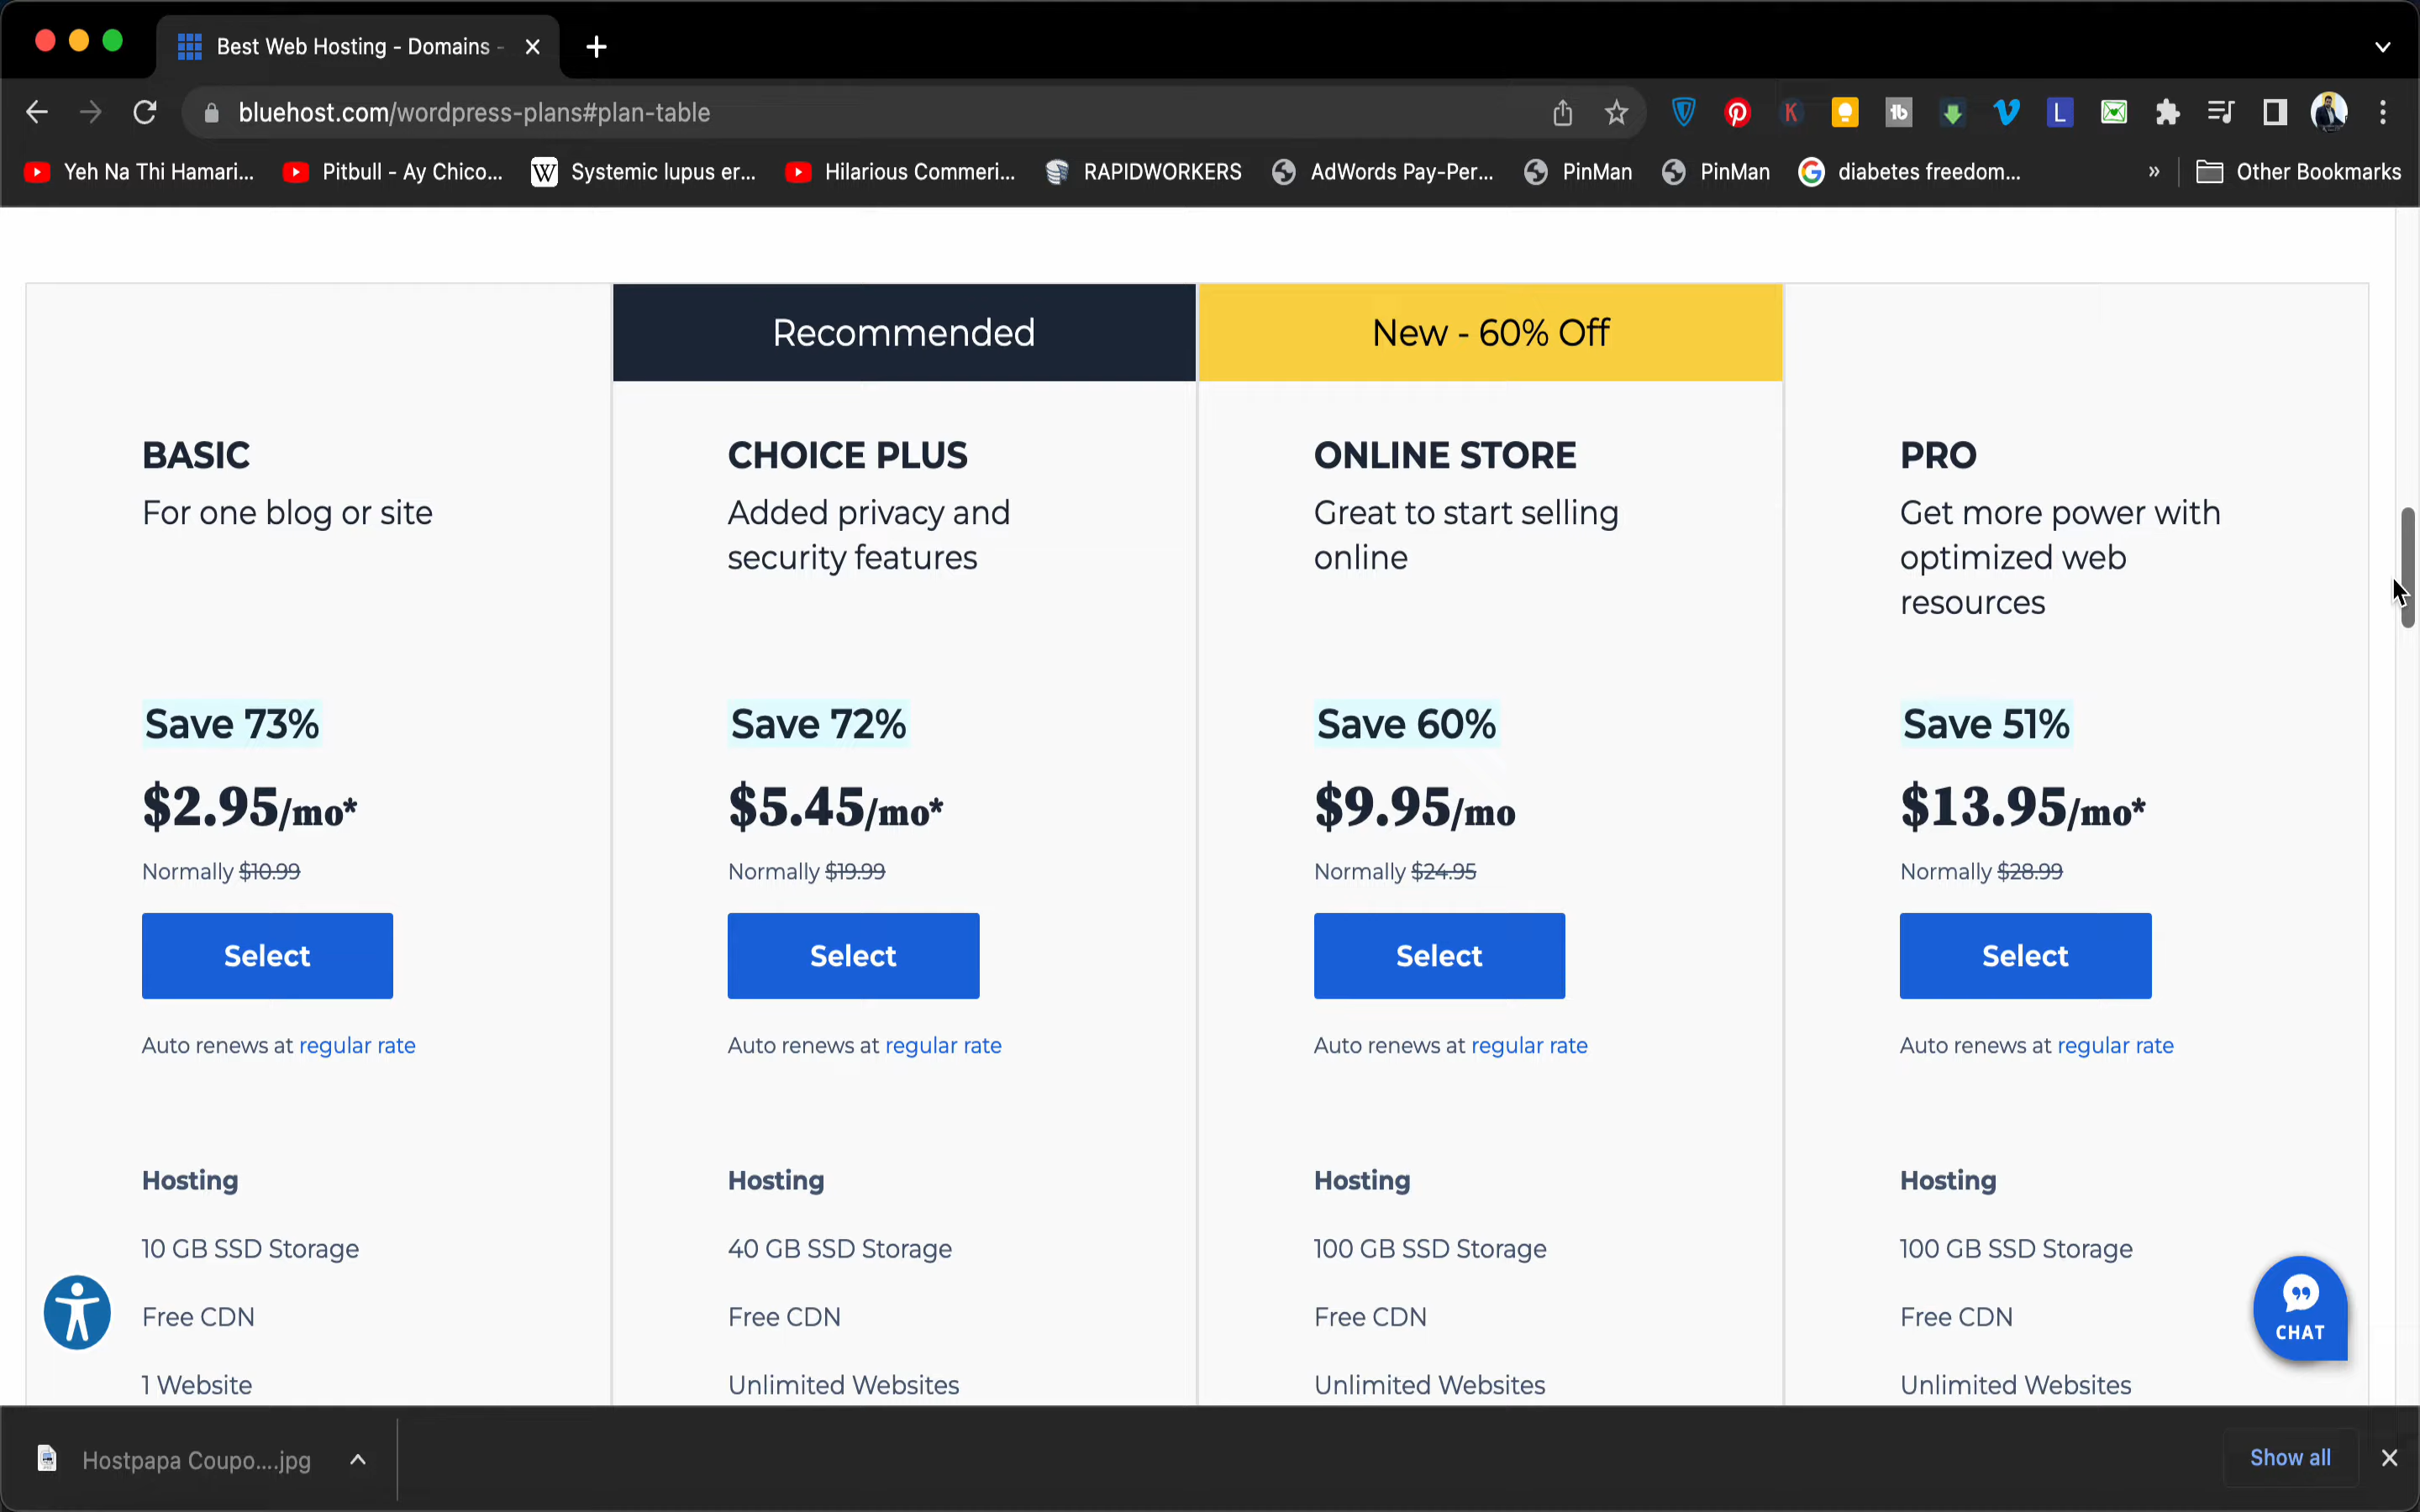 Best Web Hosting - Domains -
bluehost.com/wordpress-plans#plan-table
Yeh Na Thi Hamari...
Pitbull - Ay Chico...
Systemic lupus er...
Hilarious Commeri...
RAPIDWORKERS
AdWords Pay-Per...
PinMan
PinMan
diabetes freedom...
Other Bookmarks
Recommended
New - 60% Off
BASIC
For one blog or site
Save 73%
$2.95/mo*
Normally $10.99
Select
Auto renews at regular rate
Hosting
10 GB SSD Storage
Free CDN
1 Website
CHOICE PLUS
Added privacy and
security features
Save 72%
$5.45/mo*
Normally $19.99
Select
Auto renews at regular rate
Hosting
40 GB SSD Storage
Free CDN
Unlimited Websites
ONLINE STORE
Great to start selling
online
Save 60%
$9.95/mo
Normally $24.95
Select
Auto renews at regular rate
Hosting
100 GB SSD Storage
Free CDN
Unlimited Websites
PRO
Get more power with
optimized web
resources
Save 51%
$13.95/mo*
Normally $28.99
Select
Auto renews at regular rate
Hosting
100 GB SSD Storage
Free CDN
Unlimited Websites
CHAT
Hostpapa Coupo....jpg
Show all